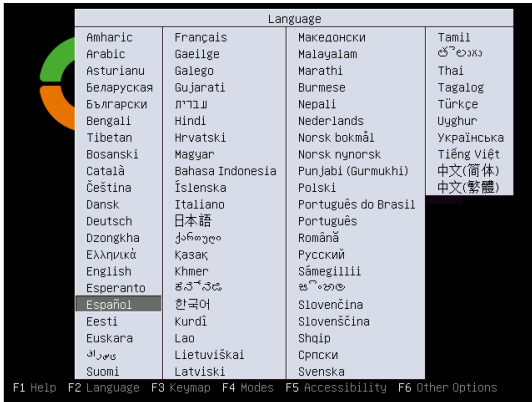 Language
Amharic
Arabic
Asturianu
Беларуская
Български
Bengali
Tibetan
Bosanski
Català
Čeština
Dansk
Deutsch
Dzongkha
Ελληνικά
English
Esperanto
Español
Eesti
Euskara
Suomi
Français
Gaeilge
Galego
Gujarati
עברית
Hindi
Hrvatski
Magyar
Bahasa Indonesia
Íslenska
Italiano
日本語
ქართული
Қазақ
Khmer
ಕನ್ನಡ
한국어
Kurdî
Lao
Lietuviškai
Latviski
Македонски
Malayalam
Marathi
Burmese
Nepali
Nederlands
Norsk bokmål
Norsk nynorsk
Punjabi (Gurmukhi)
Polski
Português do Brasil
Português
Română
Русский
Sámegillii
Slovenčina
Slovenščina
Shqip
Српски
Svenska
Tamil
Thai
Tagalog
Türkçe
Uyghur
Українська
Tiếng Việt
中文(简体)
中文(繁體)
F1 Help F2 Language F3 Keymap F4 Modes F5 Accessibility F6 Other Options